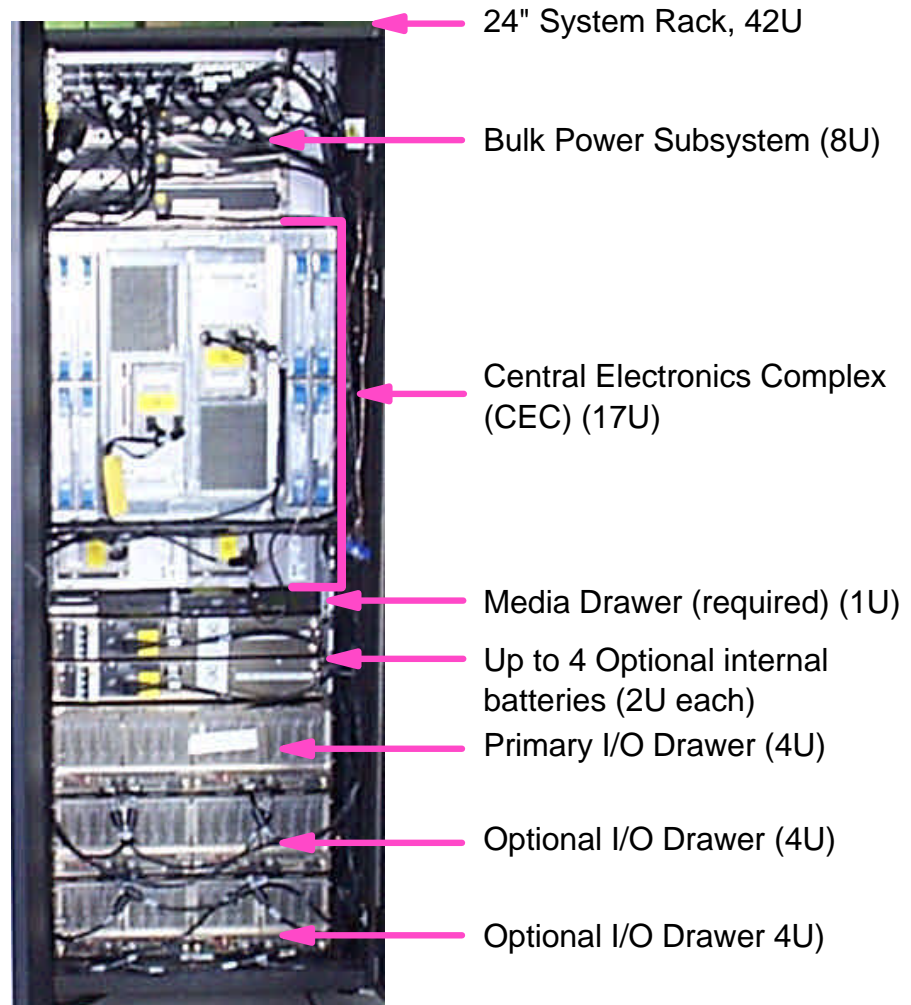 24" System Rack, 42U
Bulk Power Subsystem (8U)
Central Electronics Complex
(CEC) (17U)
Media Drawer (required) (1U)
Up to 4 Optional internal
batteries (2U each)
Primary I/O Drawer (4U)
Optional I/O Drawer (4U)
Optional I/O Drawer 4U)